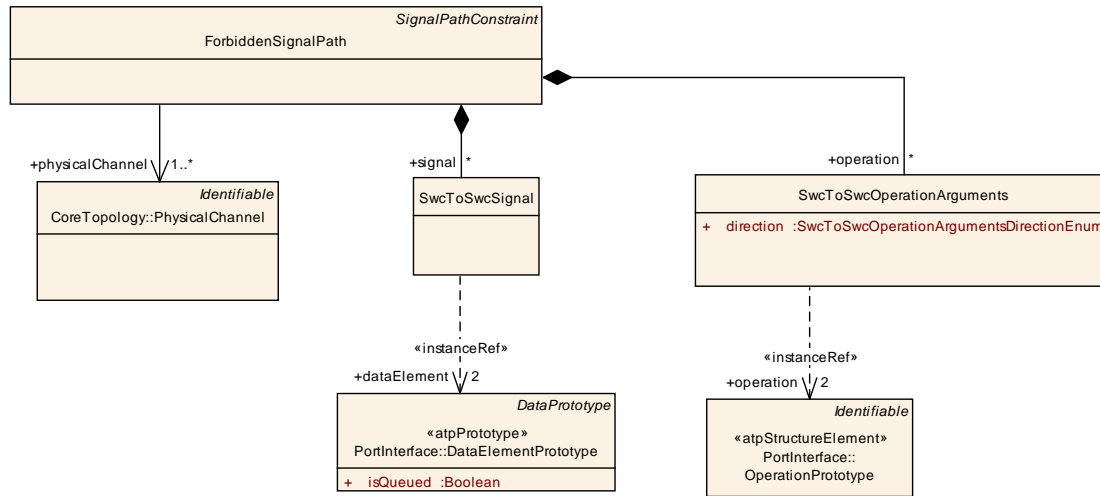 SignalPathConstraint
ForbiddenSignalPath
+physicalChannel 1..*
+signal *
+operation *
Identifiable
CoreTopology::PhysicalChannel
SwcToSwcSignal
SwcToSwcOperationArguments
+ direction :SwcToSwcOperationArgumentsDirectionEnum
«instanceRef»
+dataElement 2
«instanceRef»
+operation 2
DataPrototype
«atpPrototype»
PortInterface::DataElementPrototype
+ isQueued :Boolean
Identifiable
«atpStructureElement»
PortInterface::
OperationPrototype